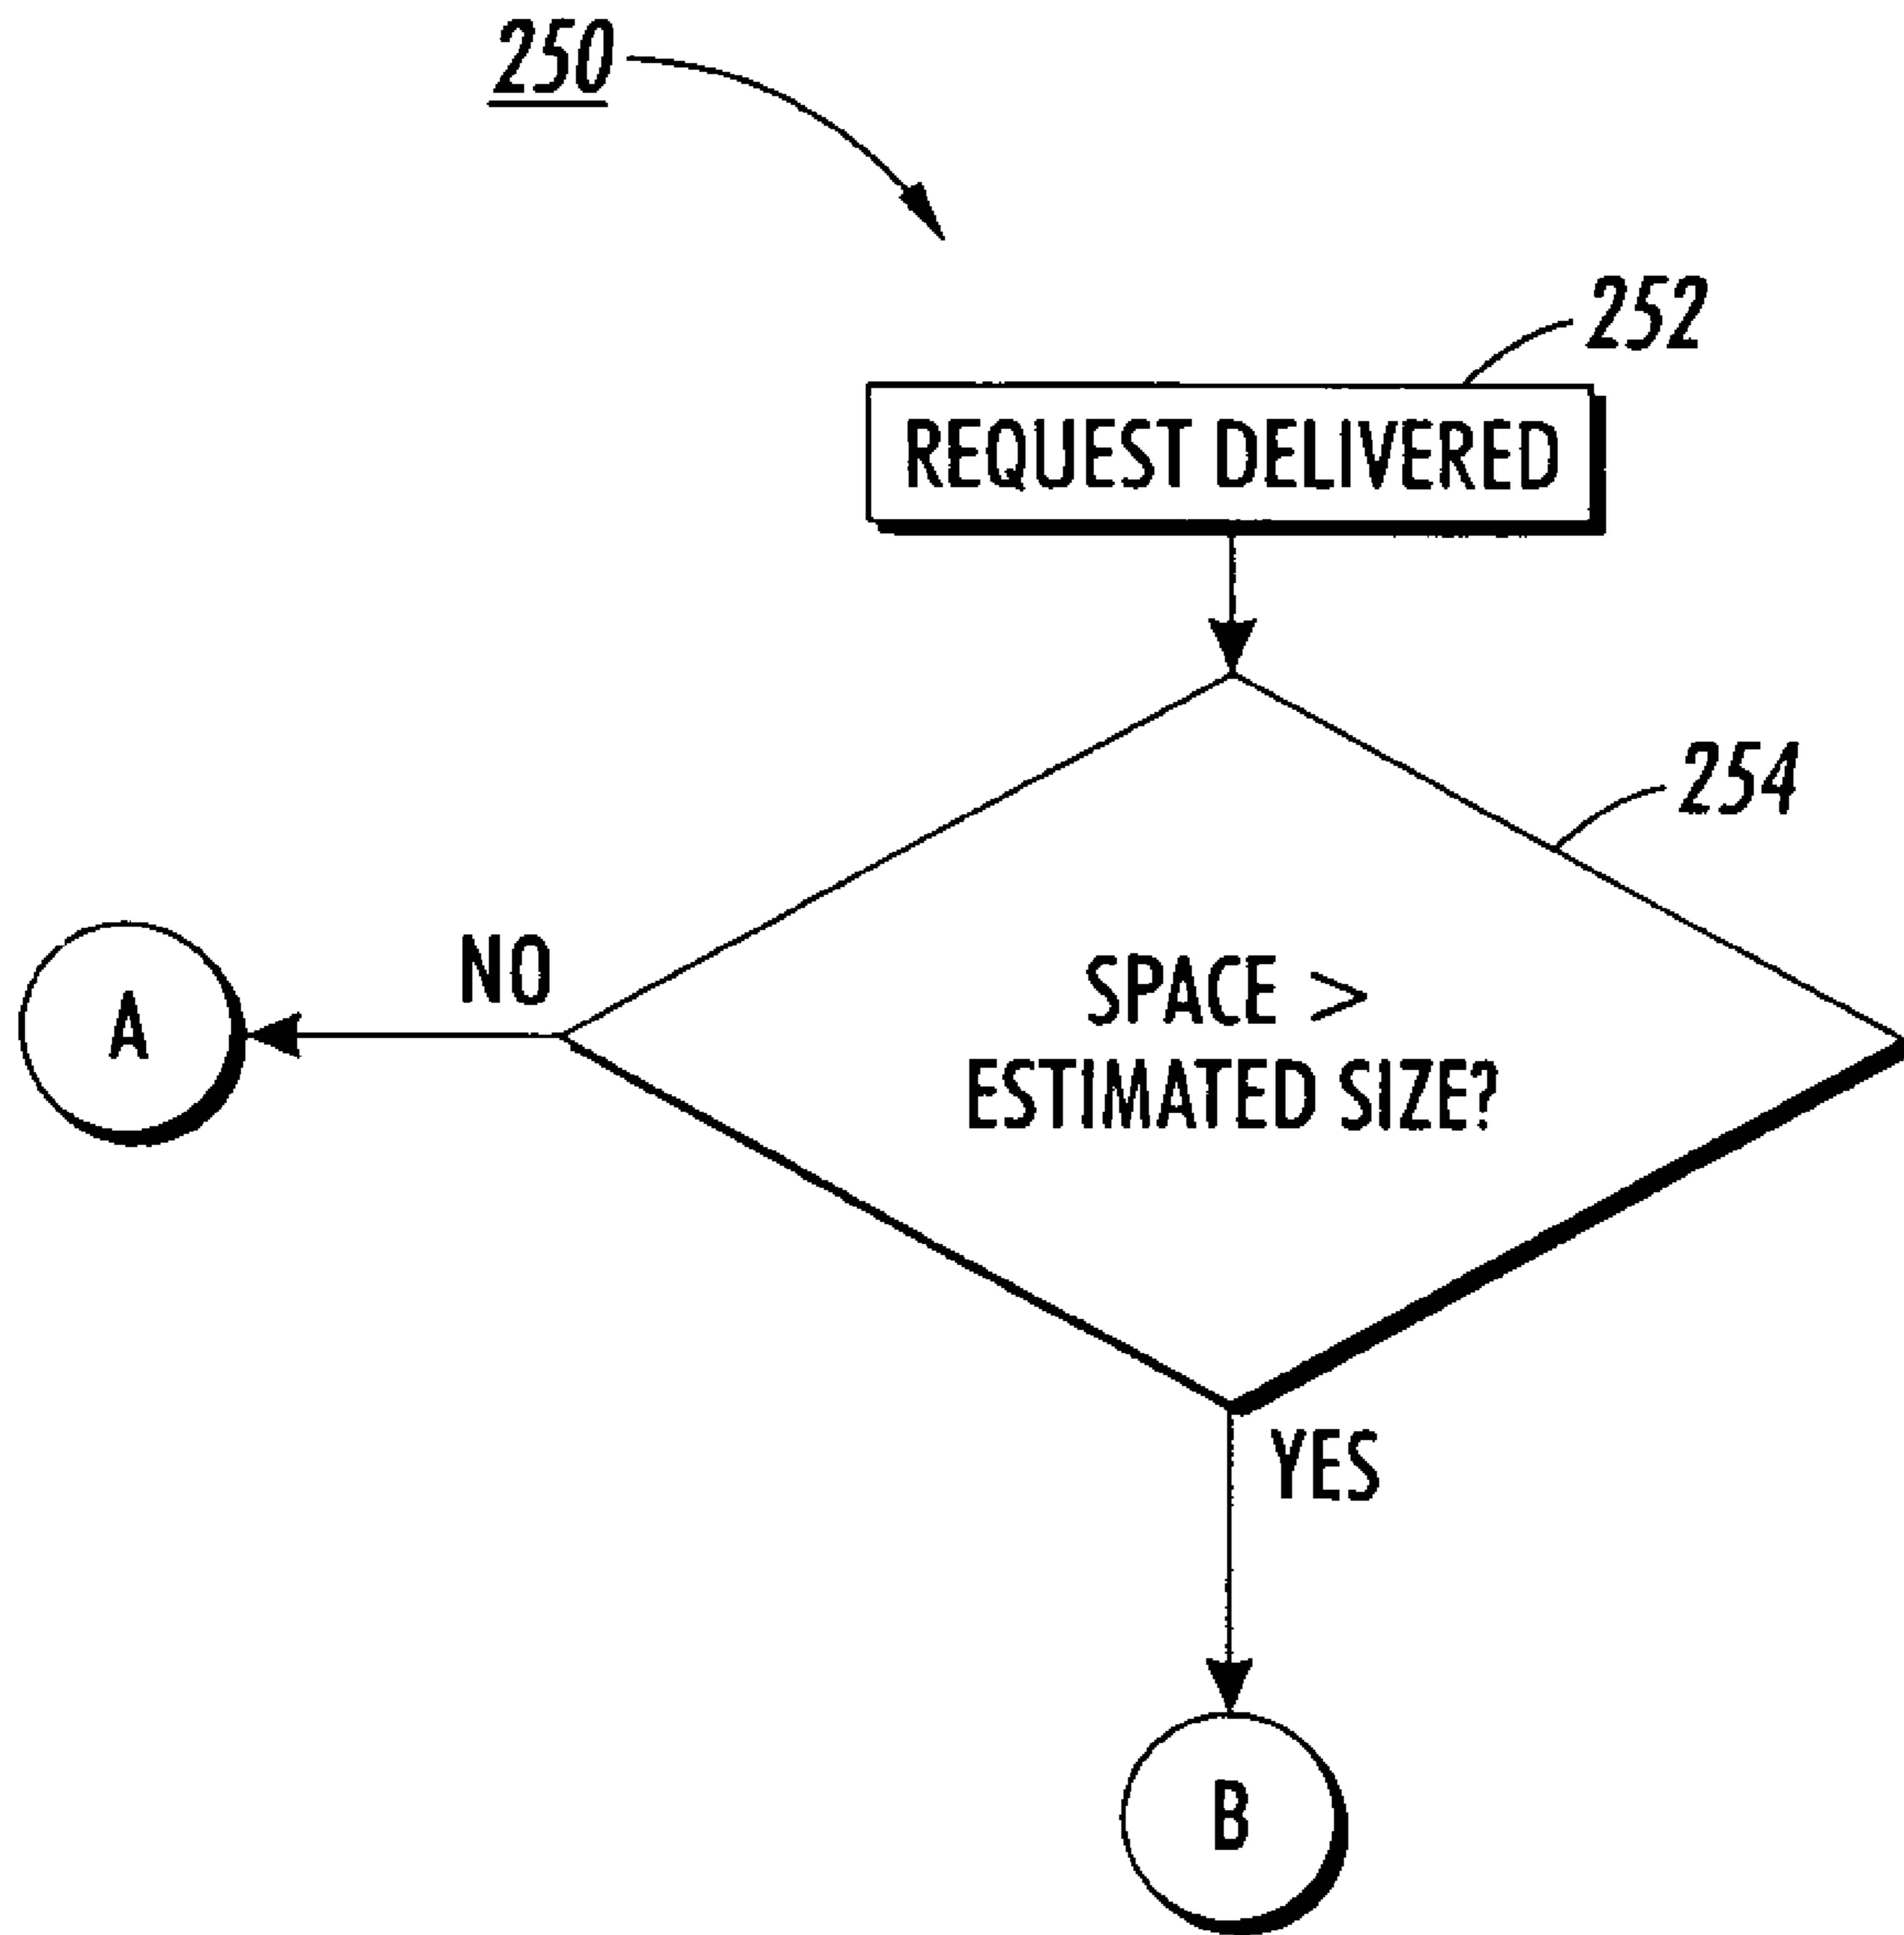 250
252
REQUEST DELIVERED
254
NO
A
SPACE >
ESTIMATED SIZE?
YES
B